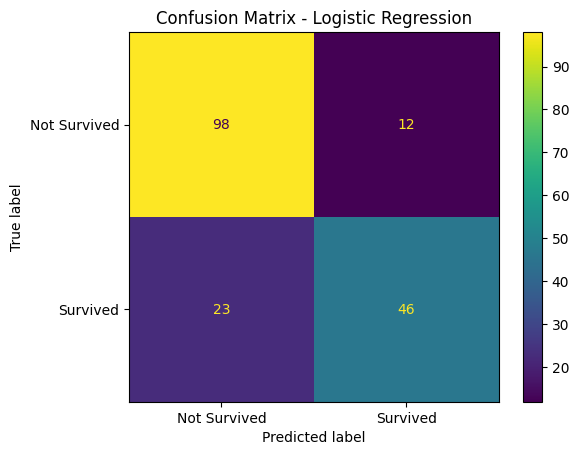 Confusion Matrix - Logistic Regression
True label
Not Survived
98
12
Survived
23
46
Not Survived
Survived
Predicted label
90
80
70
60
50
40
30
20